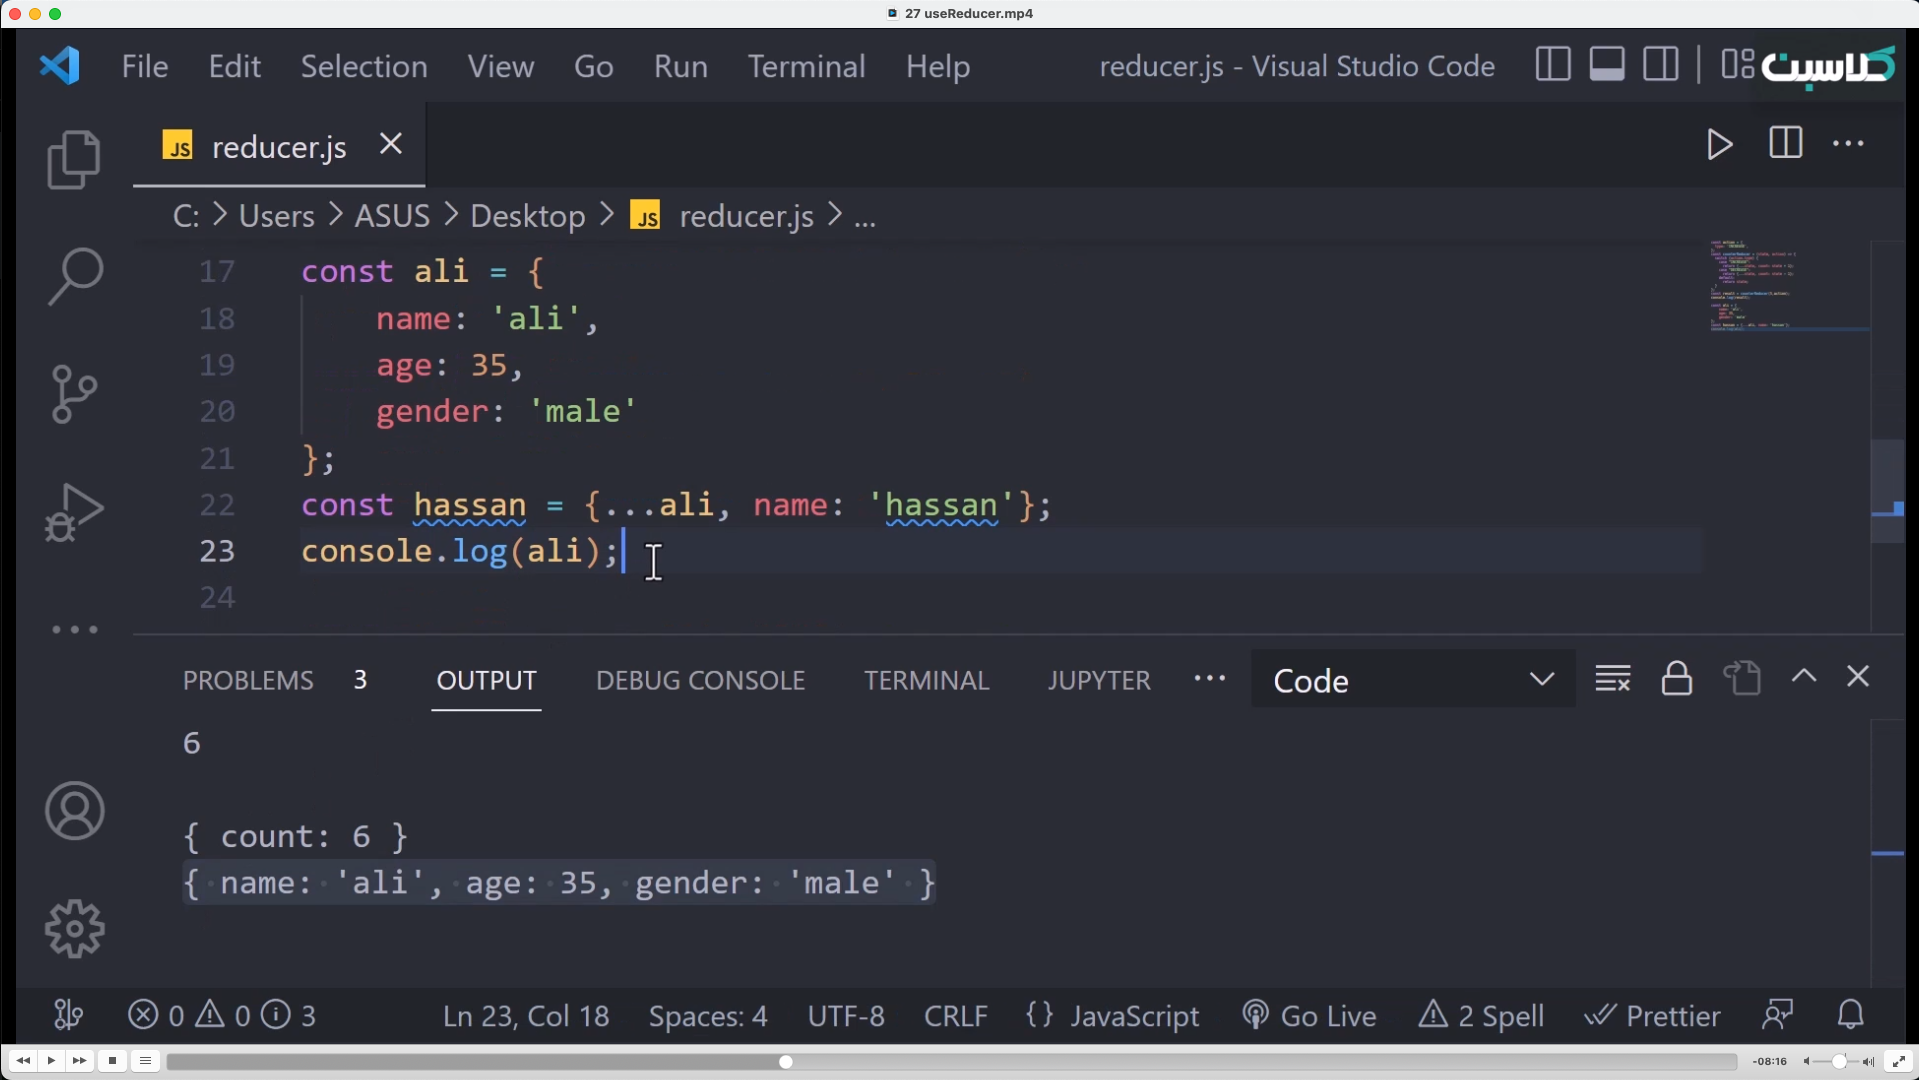 27 useReducer.mp4
File Edit Selection View Go Run Terminal Help reducer.js - Visual Studio Code کلاسبن
JS reducer.js
C: > Users > ASUS > Desktop > JS reducer.js > ...
17 const ali = {
18 name: 'ali',
19 age: 35,
20 gender: 'male'
21 };
22 const hassan = {...ali, name: 'hassan'};
23 console.log(ali);
24
PROBLEMS 3 OUTPUT DEBUG CONSOLE TERMINAL JUPYTER ... Code
6
{ count: 6 }
{ name: 'ali', age: 35, gender: 'male' }
0 0 3 Ln 23, Col 18 Spaces: 4 UTF-8 CRLF {} JavaScript Go Live 2 Spell Prettier
-08:16